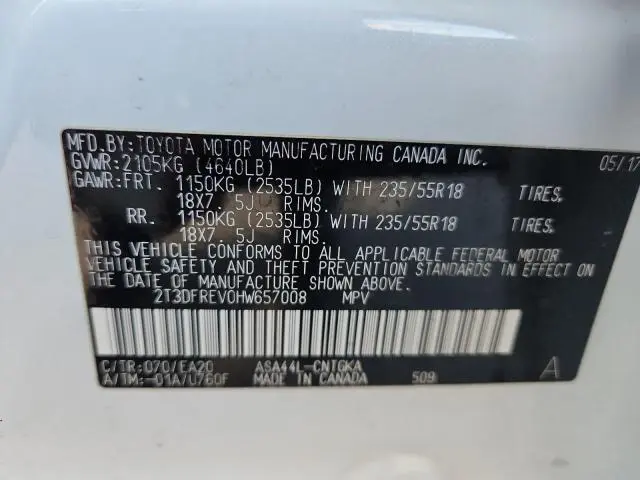 MFD.BY:TOYOTA MOTOR MANUFACTURING CANADA INC. 05/17
GVWR:2105KG (4640LB)
GAWR:FRT. 1150KG (2535LB) WITH 235/55R18 TIRES.
18X7.5J RIMS.
RR. 1150KG (2535LB) WITH 235/55R18 TIRES.
18X7.5J RIMS.
THIS VEHICLE CONFORMS TO ALL APPLICABLE FEDERAL MOTOR
VEHICLE SAFETY AND THEFT PREVENTION STANDARDS IN EFFECT ON
THE DATE OF MANUFACTURE SHOWN ABOVE.
2T3DFREV0HW657008 MPV
C/TR:070/EA20 ASA44L-CNTGKA
A/TM:-01A/U760F MADE IN CANADA 509 A